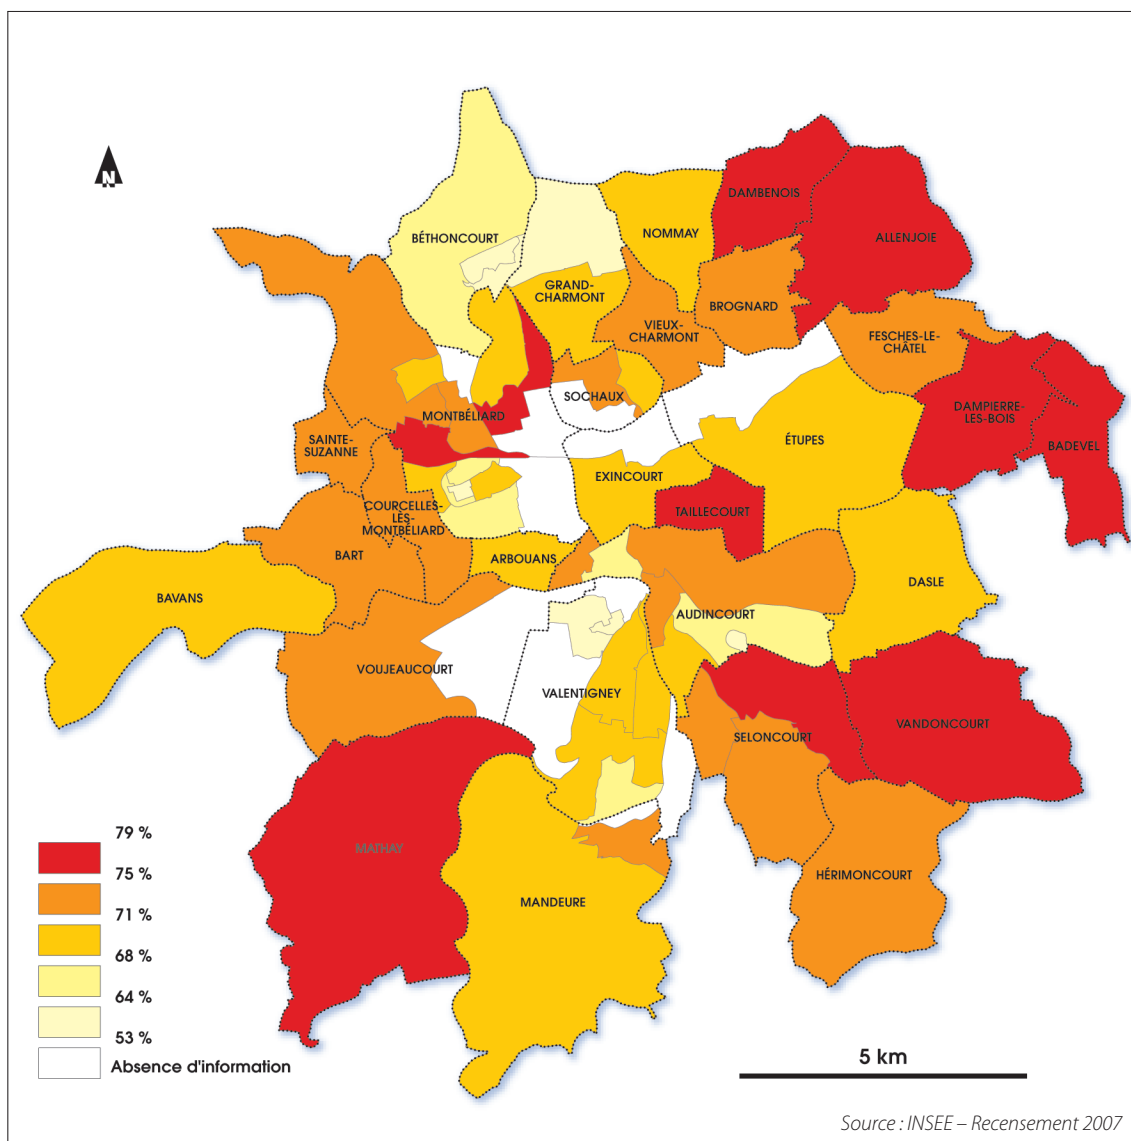 N
DAMBENOIS
NOMMAY
BÉTHONCOURT
ALLENJOIE
GRAND-
CHARMONT
BROGNARD
VIEUX-
CHARMONT
FESCHES-LE-
CHÂTEL
SOCHAUX
DAMPIERRE-
LES-BOIS
MONTBÉLIARD
SAINTE-
SUZANNE
ÉTUPES
BADEVEL
EXINCOURT
COURCELLES-
LÈS-
MONTBÉLIARD
TAILLECOURT
BART
ARBOUANS
DASLE
BAVANS
AUDINCOURT
VOUJEAUCOURT
VALENTIGNEY
VANDONCOURT
SELONCOURT
MATHAY
HÉRIMONCOURT
MANDEURE
79 %
75 %
71 %
68 %
64 %
53 %
Absence d'information
5 km
Source : INSEE – Recensement 2007